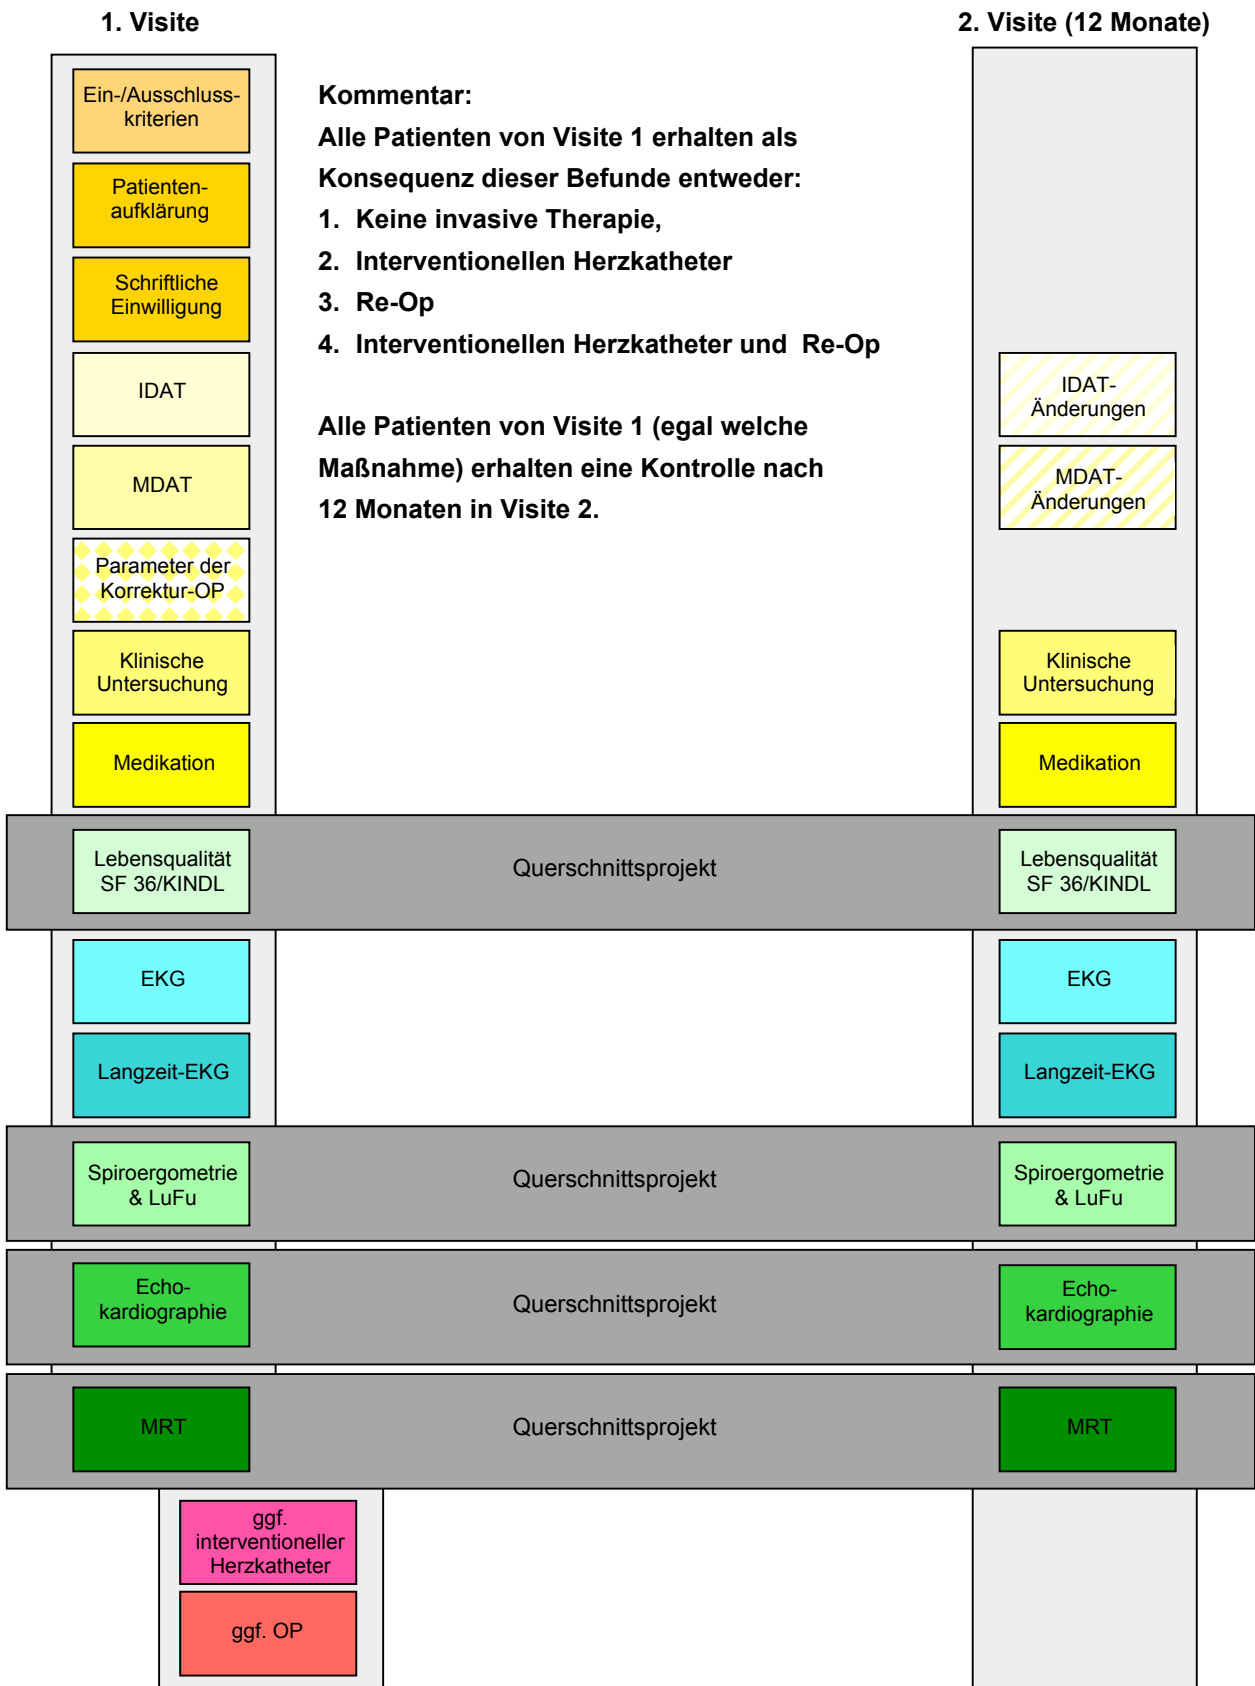 1. Visite
2. Visite (12 Monate)
Ein-/Ausschluss-
kriterien
Patienten-
aufklärung
Schriftliche
Einwilligung
IDAT
MDAT
Parameter der
Korrektur-OP
Klinische
Untersuchung
Medikation
Kommentar:
Alle Patienten von Visite 1 erhalten als
Konsequenz dieser Befunde entweder:
1. Keine invasive Therapie,
2. Interventionellen Herzkatheter
3. Re-Op
4. Interventionellen Herzkatheter und Re-Op
Alle Patienten von Visite 1 (egal welche
Maßnahme) erhalten eine Kontrolle nach
12 Monaten in Visite 2.
IDAT-
Änderungen
MDAT-
Änderungen
Klinische
Untersuchung
Medikation
Lebensqualität
SF 36/KINDL
Querschnittsprojekt
Lebensqualität
SF 36/KINDL
EKG
EKG
Langzeit-EKG
Langzeit-EKG
Spiroergometrie
& LuFu
Querschnittsprojekt
Spiroergometrie
& LuFu
Echo-
kardiographie
Querschnittsprojekt
Echo-
kardiographie
MRT
Querschnittsprojekt
MRT
ggf.
interventioneller
Herzkatheter
ggf. OP